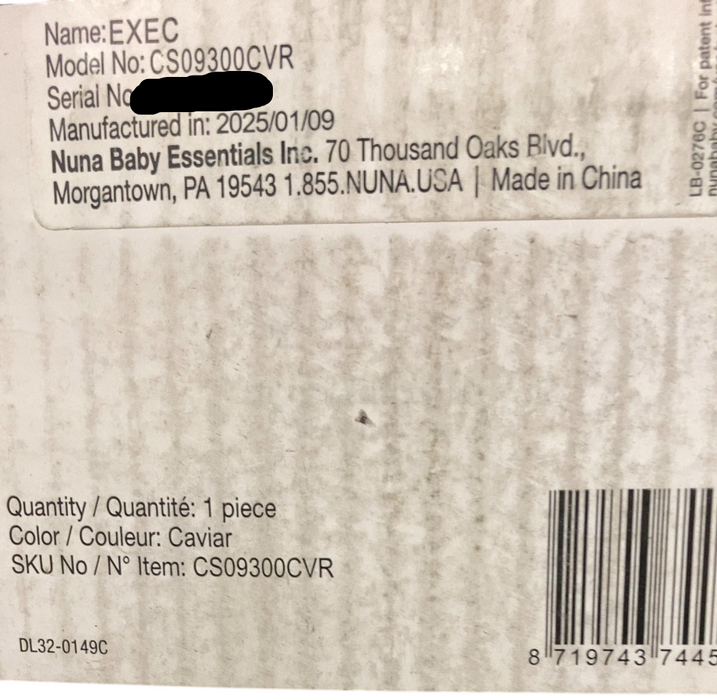 Name:EXEC
Model No: CS09300CVR
Serial No
Manufactured in: 2025/01/09
Nuna Baby Essentials Inc. 70 Thousand Oaks Blvd.,
Morgantown, PA 19543 1.855.NUNA.USA | Made in China
LB-0276C | For patent
Quantity / Quantité: 1 piece
Color / Couleur: Caviar
SKU No / N° Item: CS09300CVR
DL32-0149C
8 719743 7445